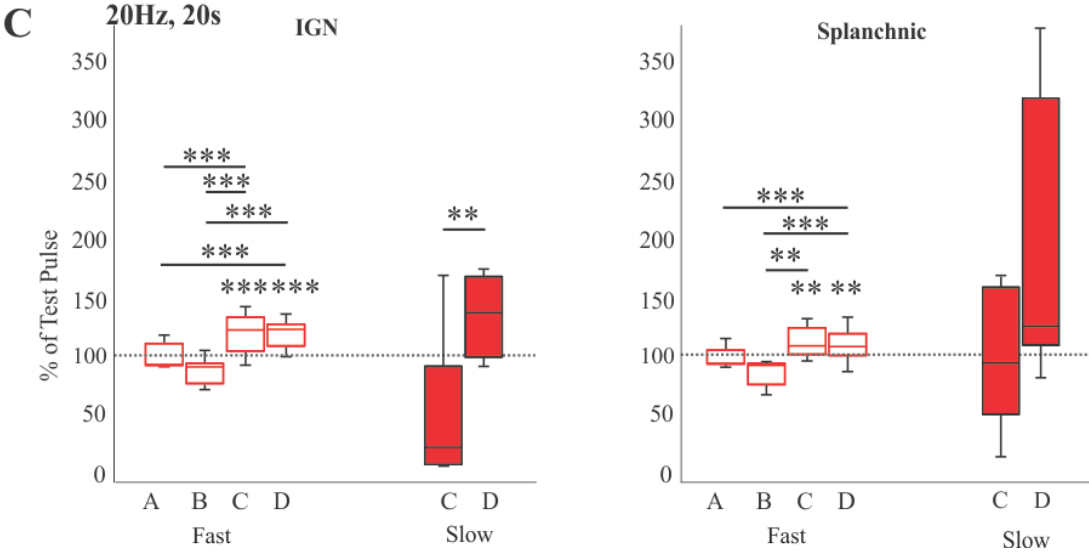 C
20Hz, 20s
IGN
Splanchnic
% of Test Pulse
350
300
250
200
150
100
50
0
***
***
***
***
******
**
A B C D
Fast
C D
Slow
350
300
250
200
150
100
50
0
***
***
**
** **
A B C D
Fast
C D
Slow